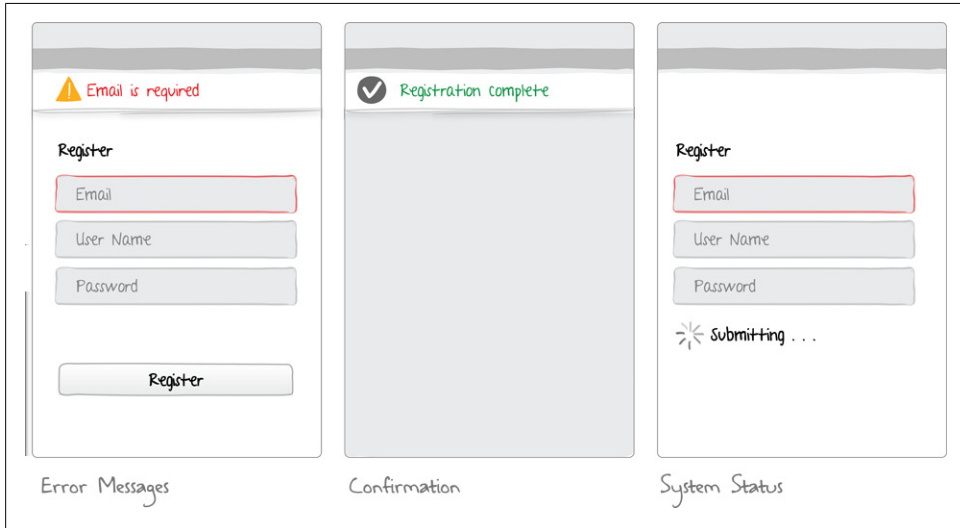 Email is required
Register
Email
User Name
Password
Register
Error Messages
Registration complete
Confirmation
Register
Email
User Name
Password
Submitting . . .
System Status